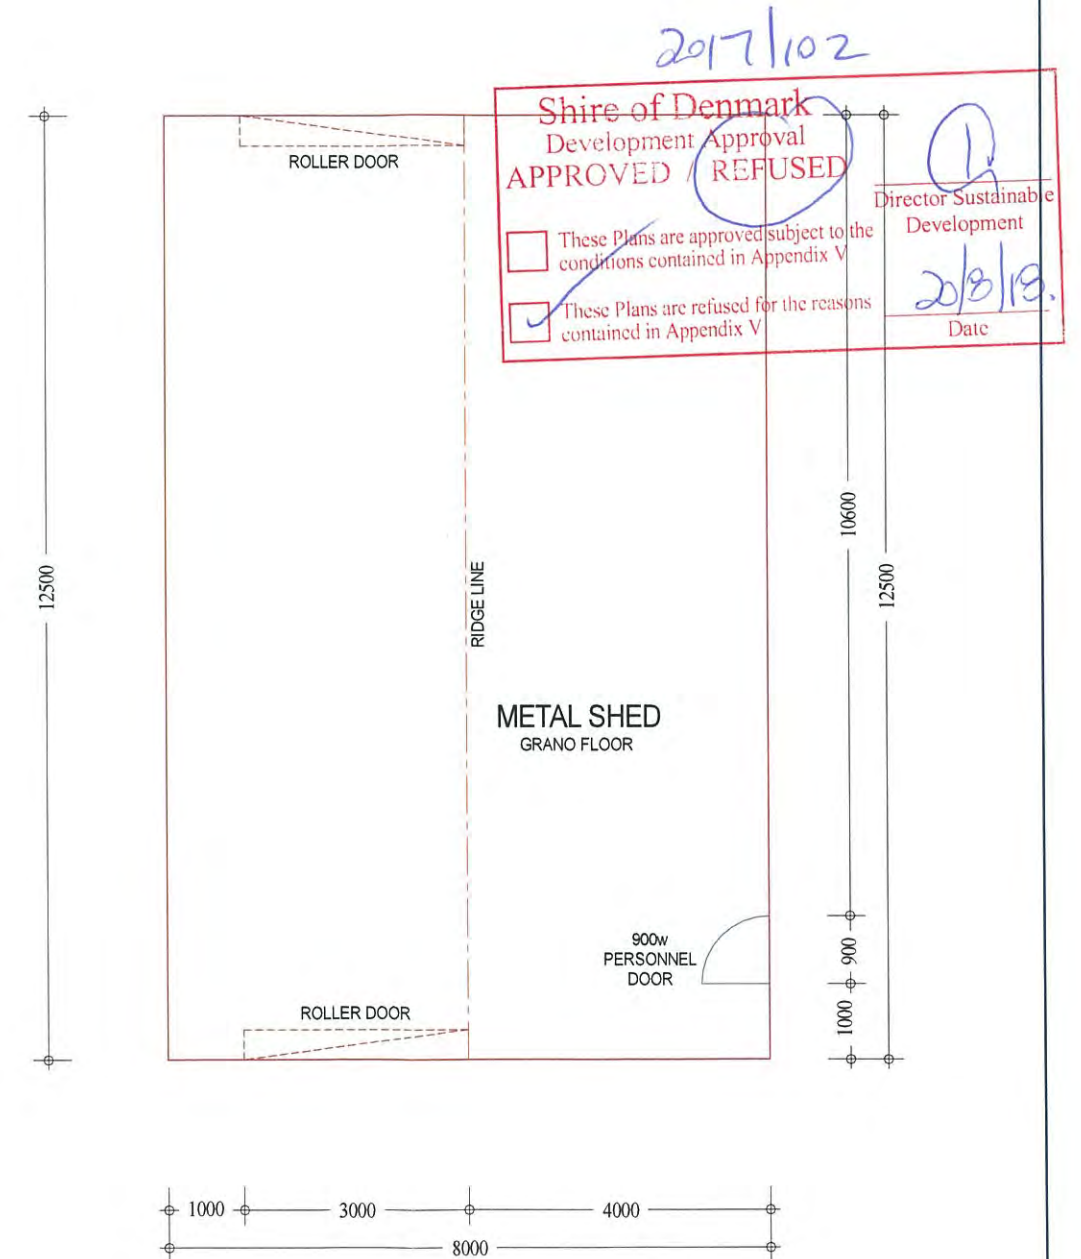 2017/102
Shire of Denmark
Development Approval
APPROVED / REFUSED
These Plans are approved subject to the
conditions contained in Appendix V
These Plans are refused for the reasons
contained in Appendix V
Director Sustainable
Development
20/8/18.
Date
ROLLER DOOR
12500
10600
12500
RIDGE LINE
METAL SHED
GRANO FLOOR
900w
PERSONNEL
DOOR
900
1000
ROLLER DOOR
1000
3000
4000
8000